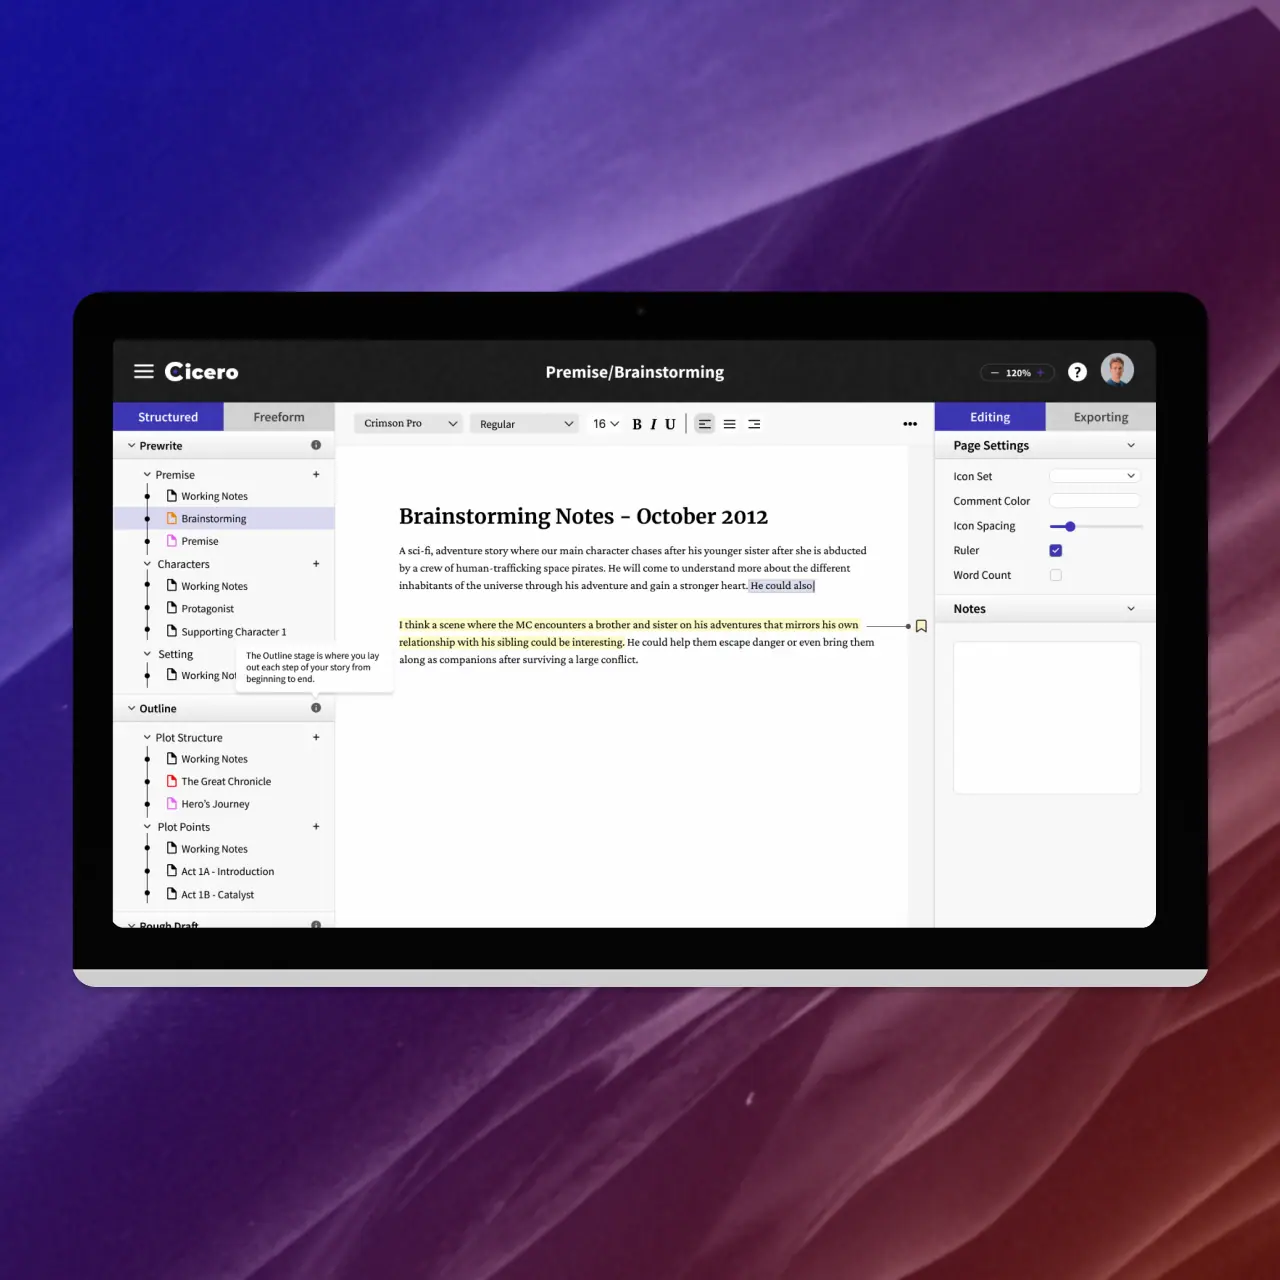 Cicero
Premise/Brainstorming
120%
?
Structured
Freeform
Crimson Pro
Regular
16
B I U
Editing
Exporting
Prewrite
Premise
Working Notes
Brainstorming
Premise
Characters
Working Notes
Protagonist
Supporting Character 1
Setting
Working Not
The Outline stage is where you lay
out each step of your story from
beginning to end.
Outline
Plot Structure
Working Notes
The Great Chronicle
Hero's Journey
Plot Points
Working Notes
Act 1A - Introduction
Act 1B - Catalyst
Rough Draft
Brainstorming Notes - October 2012
A sci-fi, adventure story where our main character chases after his younger sister after she is abducted
by a crew of human-trafficking space pirates. He will come to understand more about the different
inhabitants of the universe through his adventure and gain a stronger heart. He could also
I think a scene where the MC encounters a brother and sister on his adventures that mirrors his own
relationship with his sibling could be interesting. He could help them escape danger or even bring them
along as companions after surviving a large conflict.
Page Settings
Icon Set
Comment Color
Icon Spacing
Ruler
Word Count
Notes